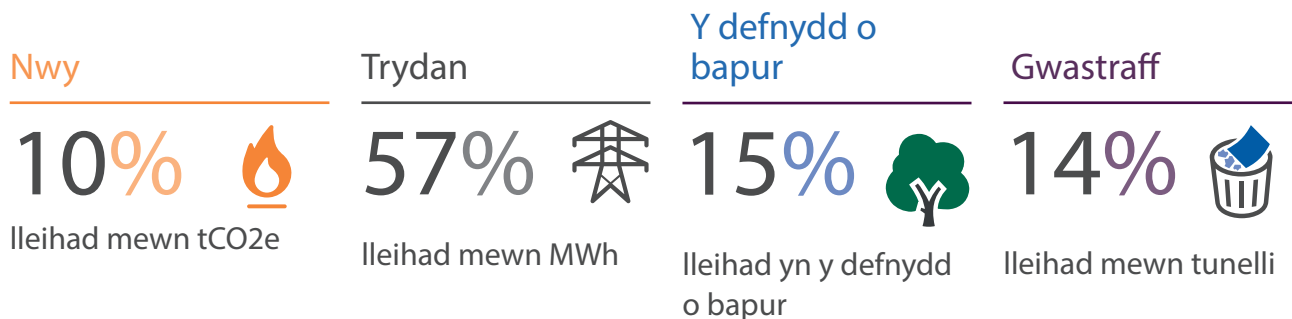 Nwy
10%
lleihad mewn tCO2e
Trydan
57%
lleihad mewn MWh
Y defnydd o
bapur
15%
lleihad yn y defnydd
o bapur
Gwastraff
14%
lleihad mewn tunelli